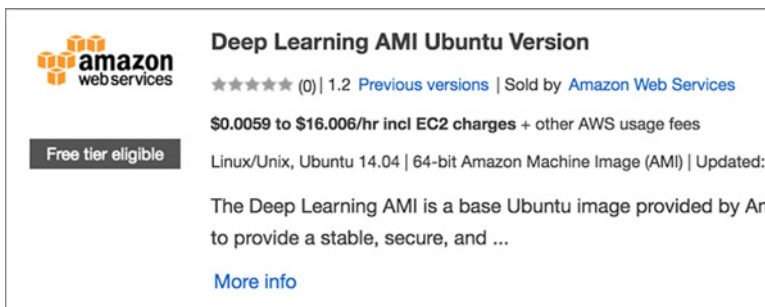 amazon
webservices
Free tier eligible
Deep Learning AMI Ubuntu Version
(0) | 1.2 Previous versions | Sold by Amazon Web Services
$0.0059 to $16.006/hr incl EC2 charges + other AWS usage fees
Linux/Unix, Ubuntu 14.04 | 64-bit Amazon Machine Image (AMI) | Updated:
The Deep Learning AMI is a base Ubuntu image provided by
to provide a stable, secure, and ...
More info